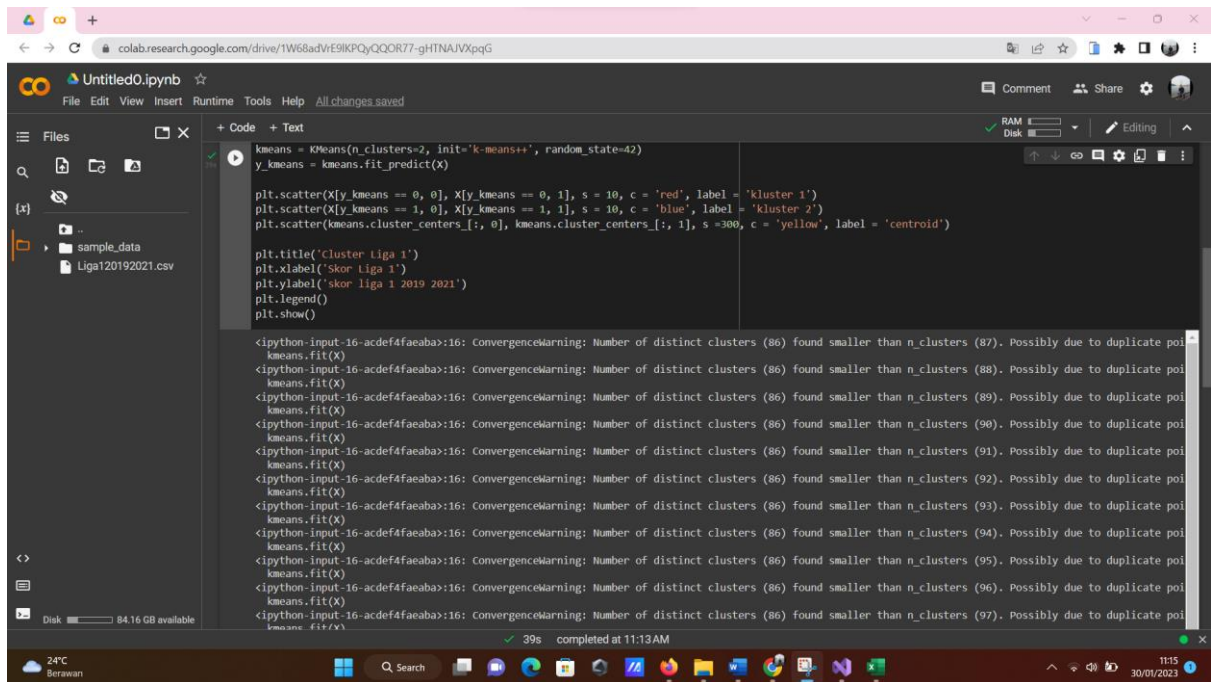 colab.research.google.com/drive/1W68adVrE9IKPQyQQOR77-gHTNAJVXpqG
CO
Untitled0.ipynb
Comment
Share
File Edit View Insert Runtime Tools Help All changes saved
Files
+ Code + Text
RAM
Disk
Editing
{x}
..
sample_data
Liga120192021.csv
kmeans = KMeans(n_clusters=2, init='k-means++', random_state=42)
y_kmeans = kmeans.fit_predict(X)
plt.scatter(X[y_kmeans == 0, 0], X[y_kmeans == 0, 1], s = 10, c = 'red', label = 'kluster 1')
plt.scatter(X[y_kmeans == 1, 0], X[y_kmeans == 1, 1], s = 10, c = 'blue', label = 'kluster 2')
plt.scatter(kmeans.cluster_centers_[:, 0], kmeans.cluster_centers_[:, 1], s =300, c = 'yellow', label = 'centroid')
plt.title('Cluster Liga 1')
plt.xlabel('Skor Liga 1')
plt.ylabel('skor liga 1 2019 2021')
plt.legend()
plt.show()
<ipython-input-16-acdef4faeaba>:16: ConvergenceWarning: Number of distinct clusters (86) found smaller than n_clusters (87). Possibly due to duplicate poi
kmeans.fit(X)
<ipython-input-16-acdef4faeaba>:16: ConvergenceWarning: Number of distinct clusters (86) found smaller than n_clusters (88). Possibly due to duplicate poi
kmeans.fit(X)
<ipython-input-16-acdef4faeaba>:16: ConvergenceWarning: Number of distinct clusters (86) found smaller than n_clusters (89). Possibly due to duplicate poi
kmeans.fit(X)
<ipython-input-16-acdef4faeaba>:16: ConvergenceWarning: Number of distinct clusters (86) found smaller than n_clusters (90). Possibly due to duplicate poi
kmeans.fit(X)
<ipython-input-16-acdef4faeaba>:16: ConvergenceWarning: Number of distinct clusters (86) found smaller than n_clusters (91). Possibly due to duplicate poi
kmeans.fit(X)
<ipython-input-16-acdef4faeaba>:16: ConvergenceWarning: Number of distinct clusters (86) found smaller than n_clusters (92). Possibly due to duplicate poi
kmeans.fit(X)
<ipython-input-16-acdef4faeaba>:16: ConvergenceWarning: Number of distinct clusters (86) found smaller than n_clusters (93). Possibly due to duplicate poi
kmeans.fit(X)
<ipython-input-16-acdef4faeaba>:16: ConvergenceWarning: Number of distinct clusters (86) found smaller than n_clusters (94). Possibly due to duplicate poi
kmeans.fit(X)
<ipython-input-16-acdef4faeaba>:16: ConvergenceWarning: Number of distinct clusters (86) found smaller than n_clusters (95). Possibly due to duplicate poi
kmeans.fit(X)
<ipython-input-16-acdef4faeaba>:16: ConvergenceWarning: Number of distinct clusters (86) found smaller than n_clusters (96). Possibly due to duplicate poi
kmeans.fit(X)
<ipython-input-16-acdef4faeaba>:16: ConvergenceWarning: Number of distinct clusters (86) found smaller than n_clusters (97). Possibly due to duplicate poi
kmeans.fit(X)
Disk 84.16 GB available
39s completed at 11:13 AM
24°C
Berawan
Search
11:15
30/01/2023